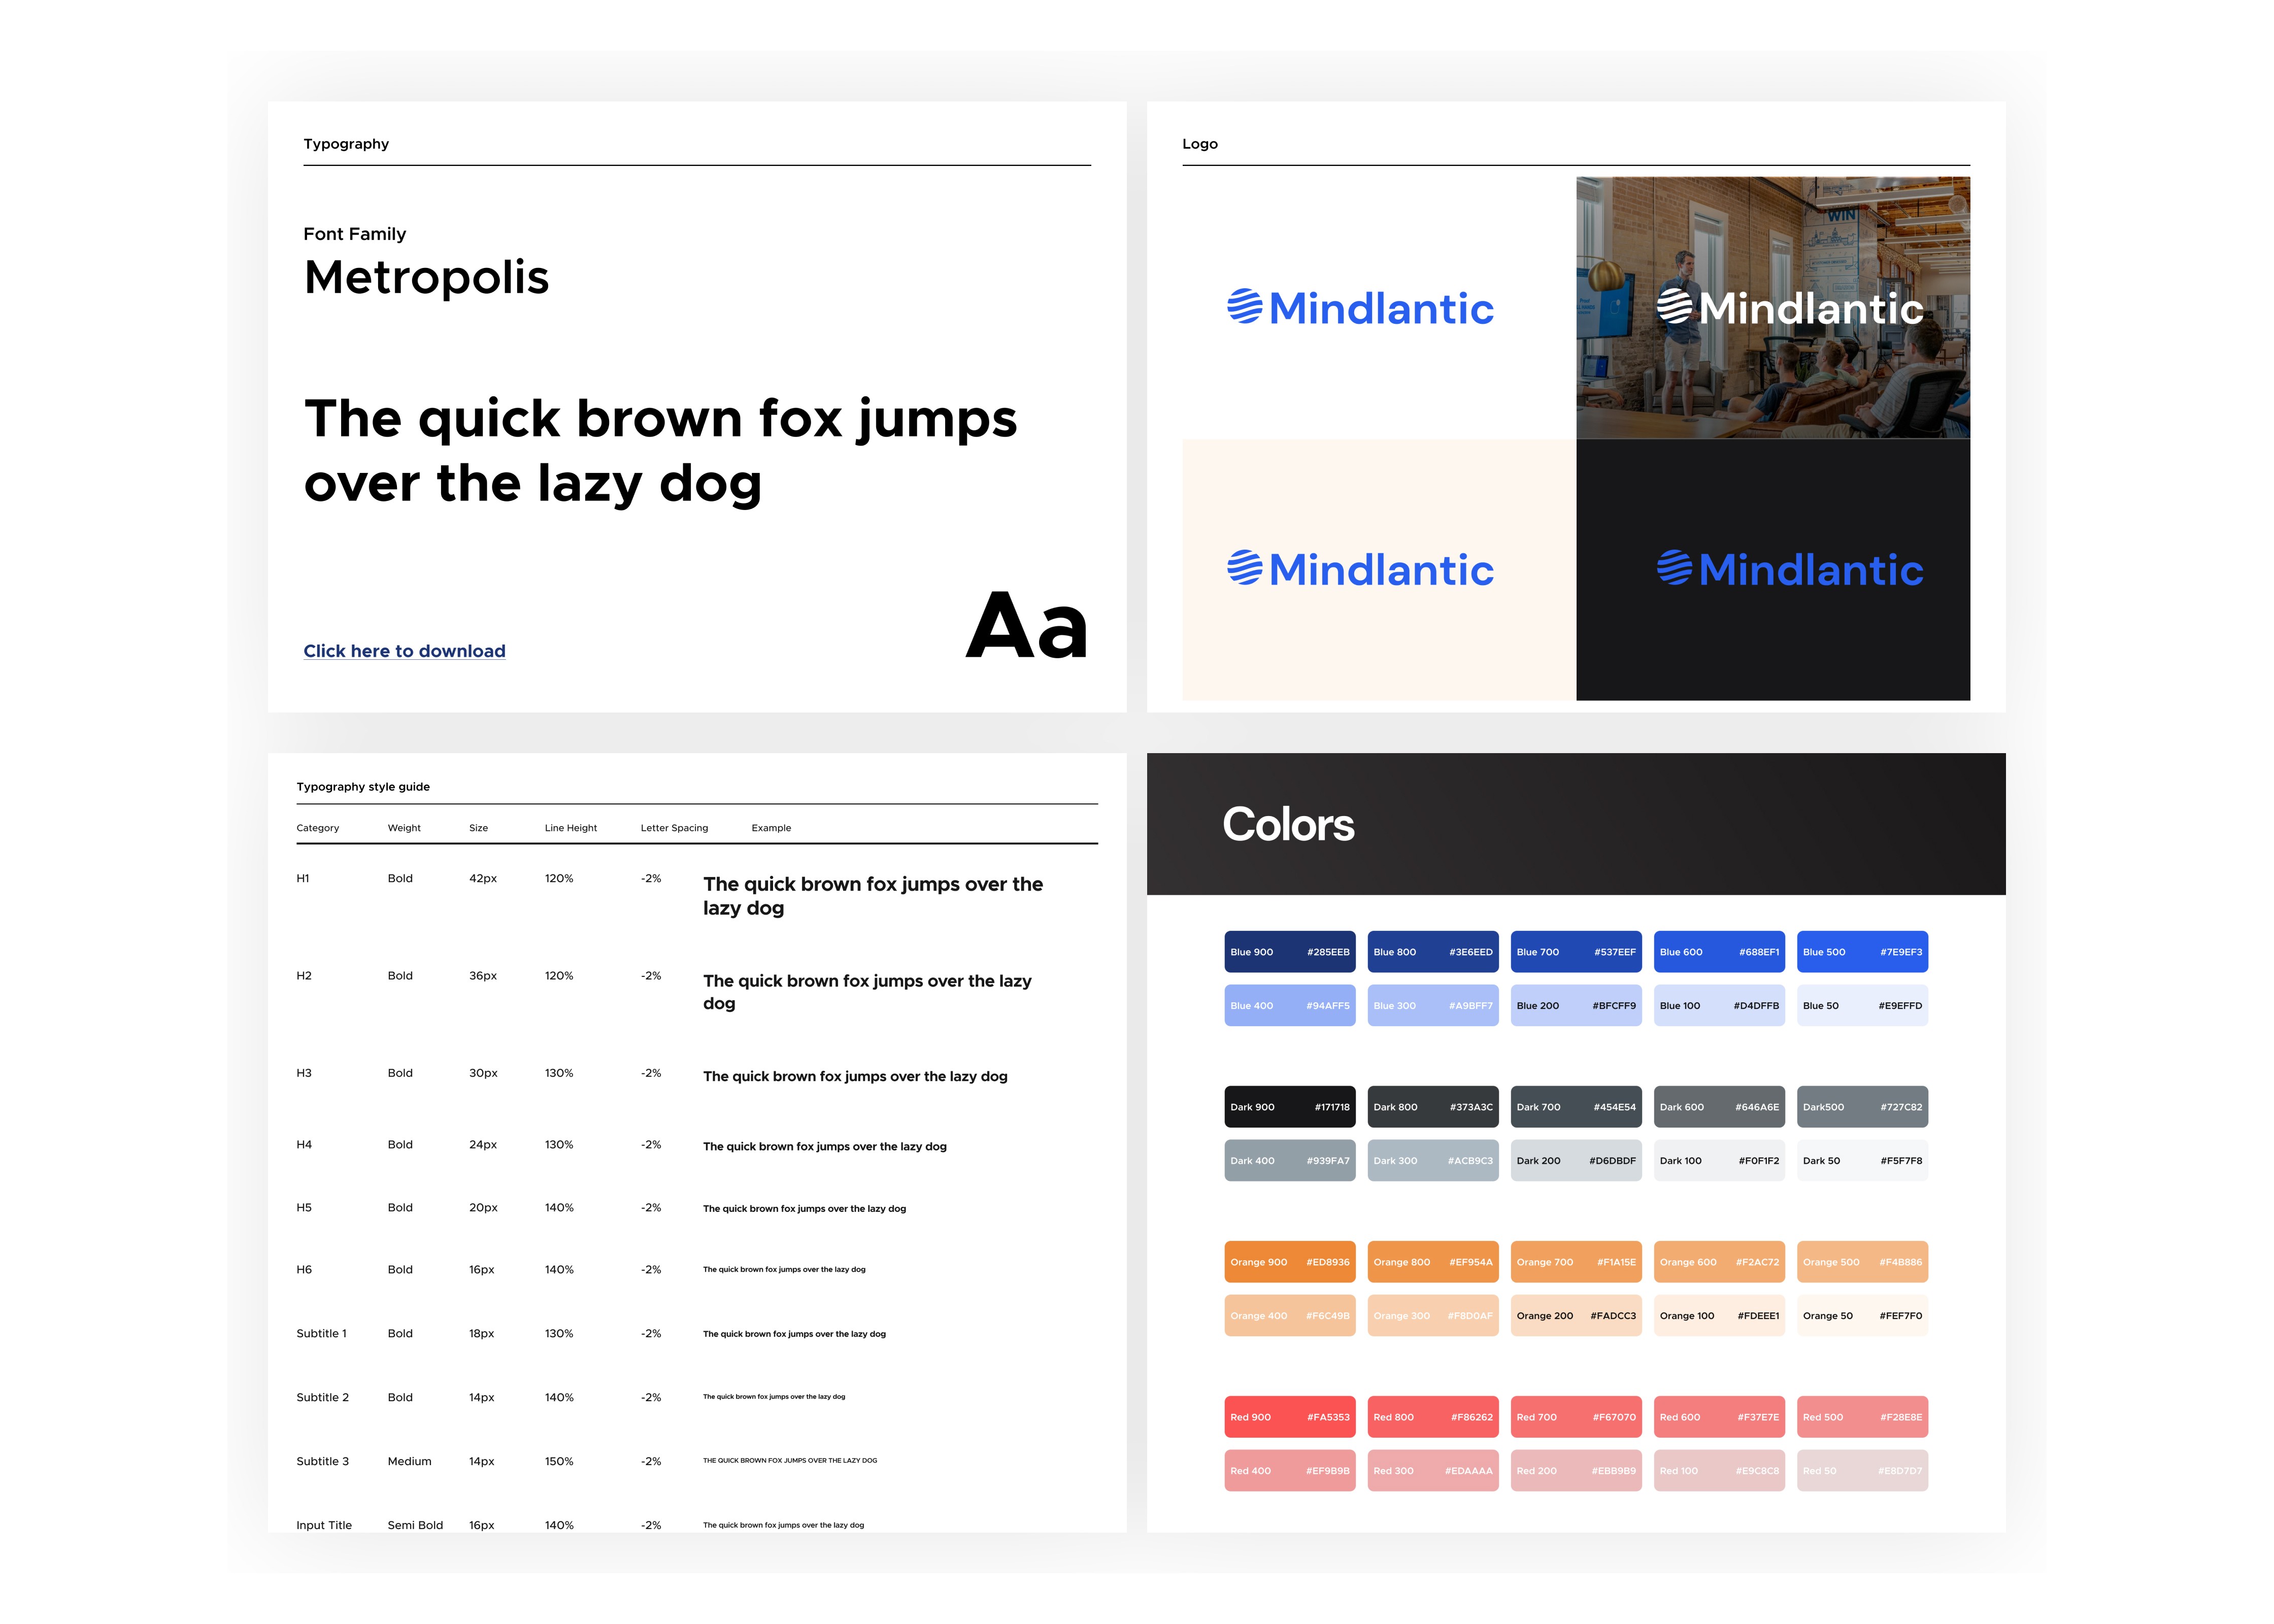 Typography
Font Family
Metropolis
The quick brown fox jumps
over the lazy dog
Click here to download
Aa
Logo
Mindlantic
WIN
Mindlantic
Mindlantic
Mindlantic
Typography style guide
Category Weight Size Line Height Letter Spacing Example
H1 Bold 42px 120% -2% The quick brown fox jumps over the
lazy dog
H2 Bold 36px 120% -2% The quick brown fox jumps over the lazy
dog
H3 Bold 30px 130% -2% The quick brown fox jumps over the lazy dog
H4 Bold 24px 130% -2% The quick brown fox jumps over the lazy dog
H5 Bold 20px 140% -2% The quick brown fox jumps over the lazy dog
H6 Bold 16px 140% -2% The quick brown fox jumps over the lazy dog
Subtitle 1 Bold 18px 130% -2% The quick brown fox jumps over the lazy dog
Subtitle 2 Bold 14px 140% -2% The quick brown fox jumps over the lazy dog
Subtitle 3 Medium 14px 150% -2% THE QUICK BROWN FOX JUMPS OVER THE LAZY DOG
Input Title Semi Bold 16px 140% -2% The quick brown fox jumps over the lazy dog
Colors
Blue 900 #285EEB Blue 800 #3E6EED Blue 700 #537EEF Blue 600 #688EF1 Blue 500 #7E9EF3
Blue 400 #94AFF5 Blue 300 #A9BFF7 Blue 200 #BFCFF9 Blue 100 #D4DFFB Blue 50 #E9EFFD
Dark 900 #171718 Dark 800 #373A3C Dark 700 #454E54 Dark 600 #646A6E Dark500 #727C82
Dark 400 #939FA7 Dark 300 #ACB9C3 Dark 200 #D6DBDF Dark 100 #F0F1F2 Dark 50 #F5F7F8
Orange 900 #ED8936 Orange 800 #EF954A Orange 700 #F1A15E Orange 600 #F2AC72 Orange 500 #F4B886
Orange 400 #F6C49B Orange 300 #F8D0AF Orange 200 #FADCC3 Orange 100 #FDEEE1 Orange 50 #FEF7F0
Red 900 #FA5353 Red 800 #F86262 Red 700 #F67070 Red 600 #F37E7E Red 500 #F28E8E
Red 400 #EF9B9B Red 300 #EDAAAA Red 200 #EBB9B9 Red 100 #E9C8C8 Red 50 #E8D7D7